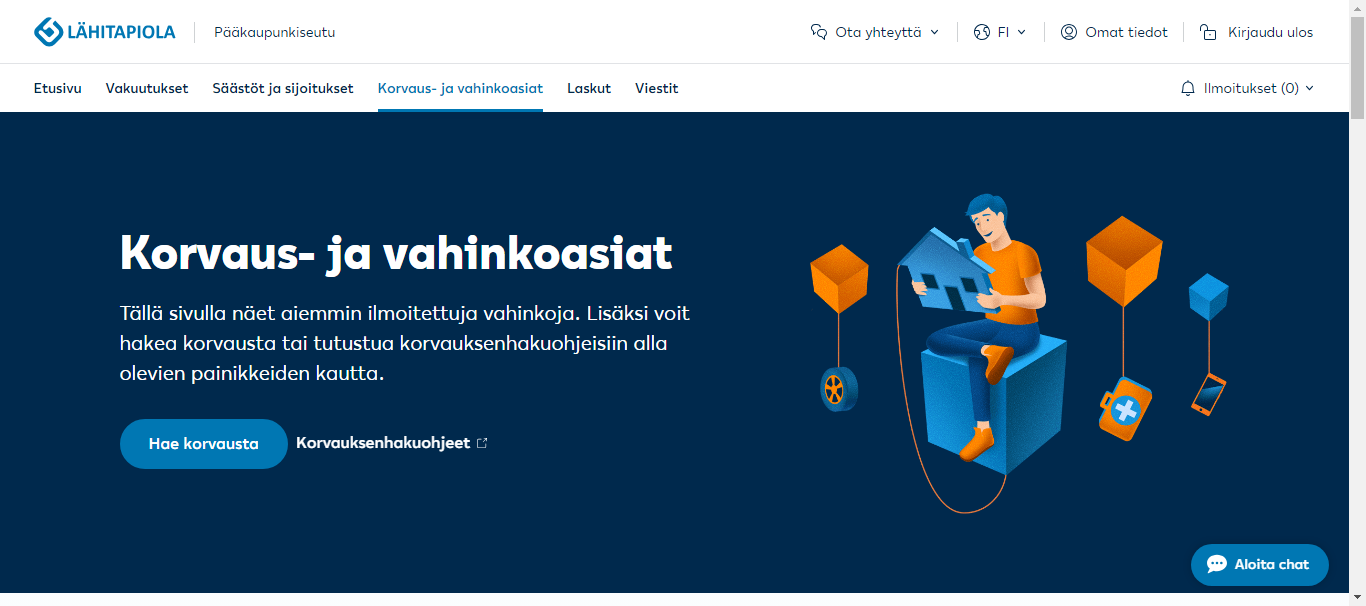 LÄHITAPIOLA Pääkaupunkiseutu Ota yhteyttä FI Omat tiedot Kirjaudu ulos
Etusivu Vakuutukset Säästöt ja sijoitukset Korvaus- ja vahinkoasiat Laskut Viestit Ilmoitukset (0)
Korvaus- ja vahinkoasiat
Tällä sivulla näet aiemmin ilmoitettuja vahinkoja. Lisäksi voit
hakea korvausta tai tutustua korvauksenhakuohjeisiin alla
olevien painikkeiden kautta.
Hae korvausta Korvauksenhakuohjeet
Aloita chat